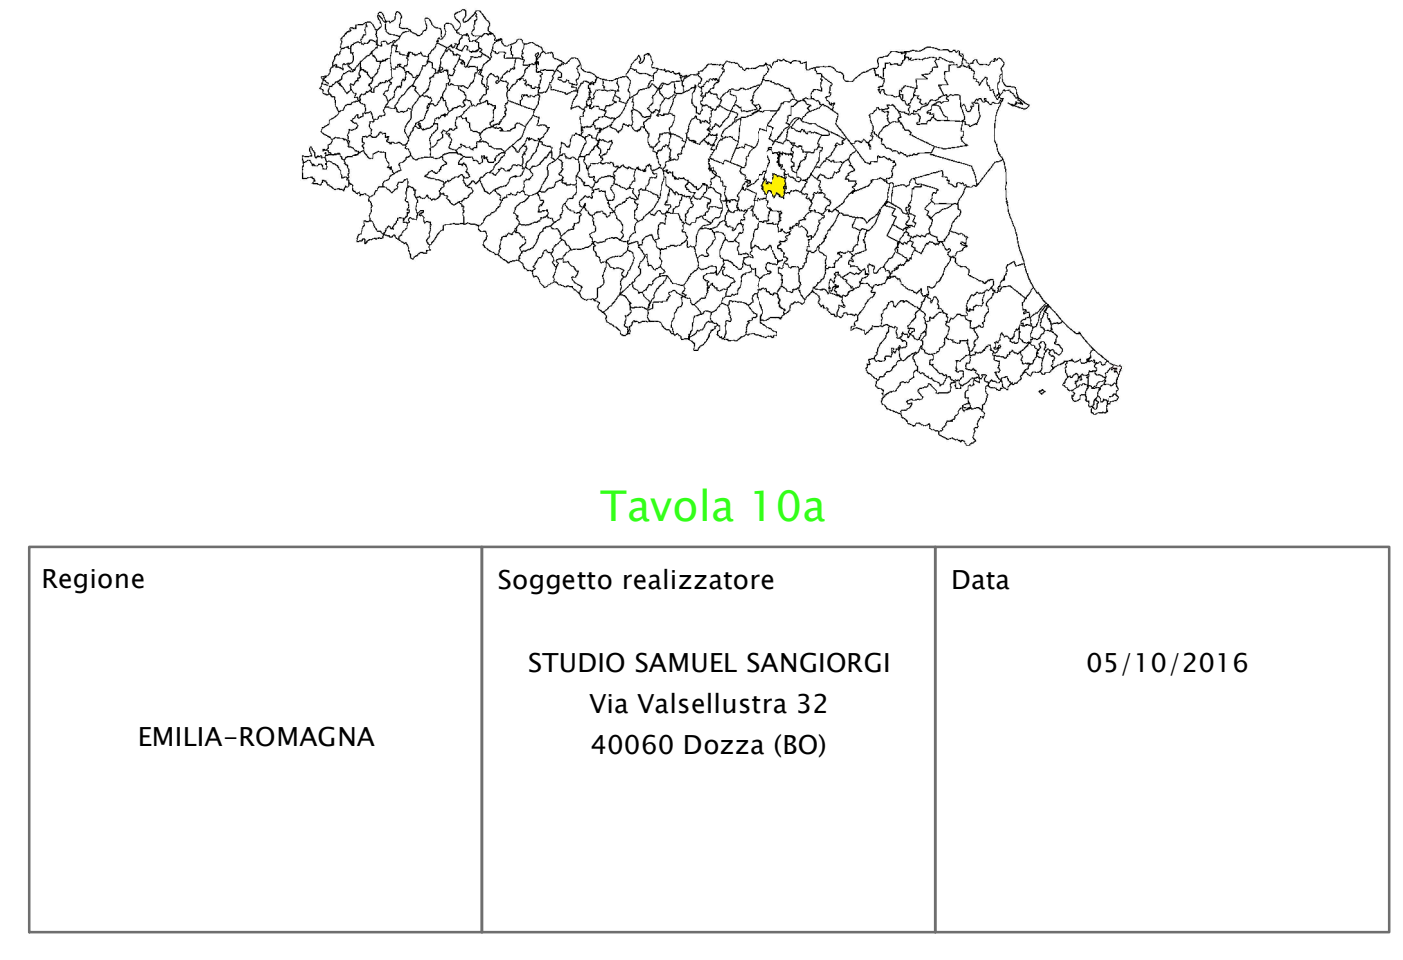 Tavola 10a
Regione
EMILIA-ROMAGNA
Soggetto realizzatore
STUDIO SAMUEL SANGIORGI
Via Valsellustra 32
40060 Dozza (BO)
Data
05/10/2016